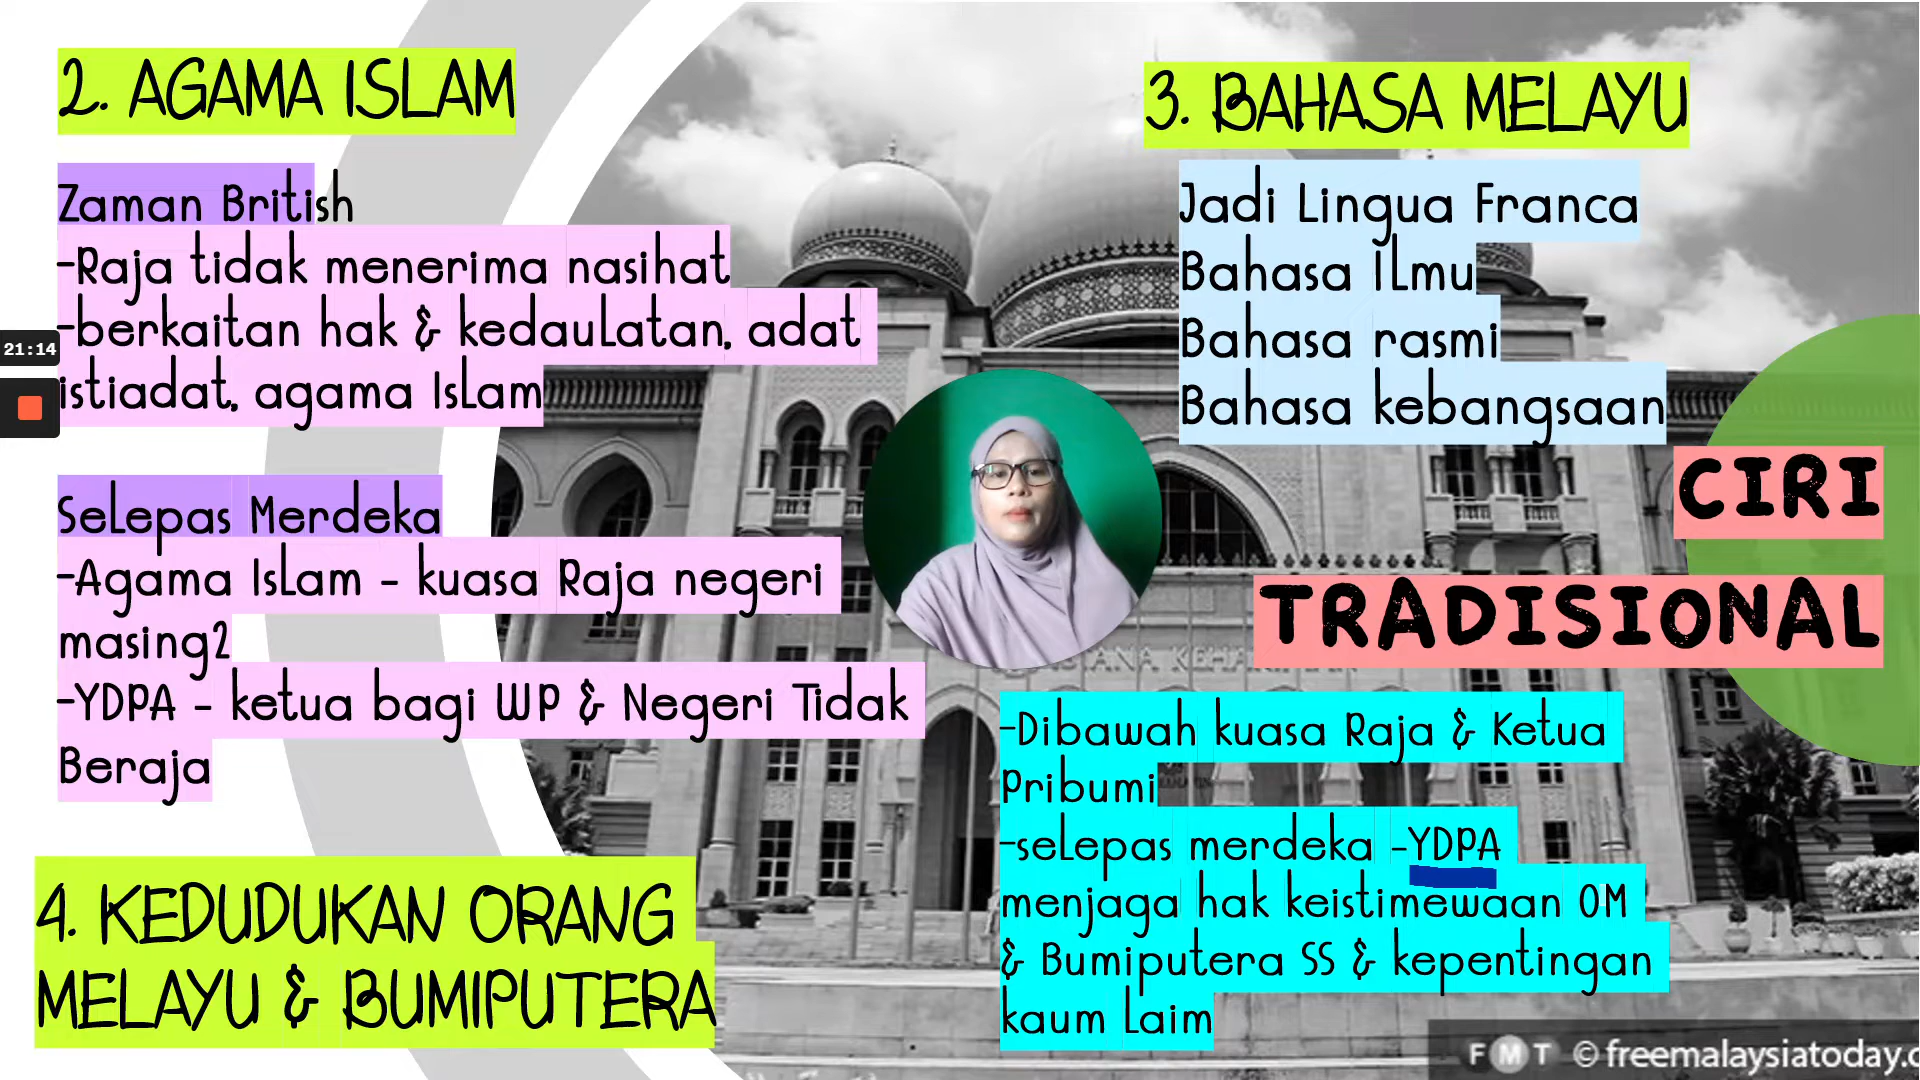 2. AGAMA ISLAM
Zaman British
-Raja tidak menerima nasihat
-berkaitan hak & kedaulatan, adat
istiadat, agama Islam
Selepas Merdeka
-Agama Islam - kuasa Raja negeri
masing2
-YDPA - ketua bagi WP & Negeri Tidak
Beraja
3. BAHASA MELAYU
Jadi Lingua Franca
Bahasa Ilmu
Bahasa rasmi
Bahasa kebangsaan
CIRI
TRADISIONAL
4. KEDUDUKAN ORANG
MELAYU & BUMIPUTERA
-Dibawah kuasa Raja & Ketua
Pribumi
-selepas merdeka -YDPA
menjaga hak keistimewaan OM
& Bumiputera SS & kepentingan
kaum laim
21:14
FMT © freemalaysiatoday.c